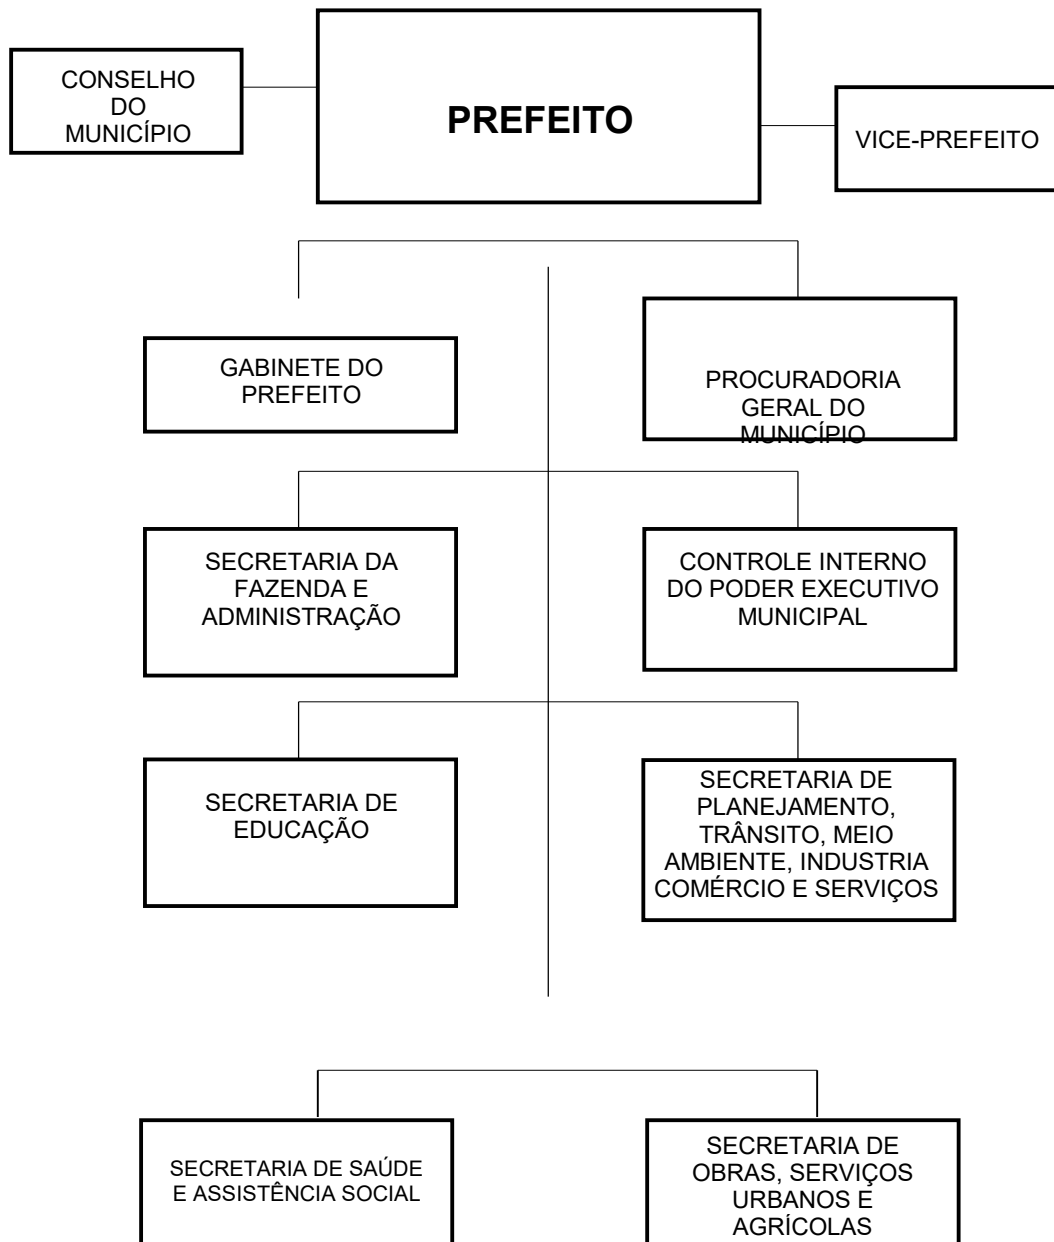 CONSELHO
DO
MUNICÍPIO
PREFEITO
VICE-PREFEITO
GABINETE DO
PREFEITO
PROCURADORIA
GERAL DO
MUNICÍPIO
SECRETARIA DA
FAZENDA E
ADMINISTRAÇÃO
CONTROLE INTERNO
DO PODER EXECUTIVO
MUNICIPAL
SECRETARIA DE
EDUCAÇÃO
SECRETARIA DE
PLANEJAMENTO,
TRÂNSITO, MEIO
AMBIENTE, INDUSTRIA
COMÉRCIO E SERVIÇOS
SECRETARIA DE SAÚDE
E ASSISTÊNCIA SOCIAL
SECRETARIA DE
OBRAS, SERVIÇOS
URBANOS E
AGRÍCOLAS